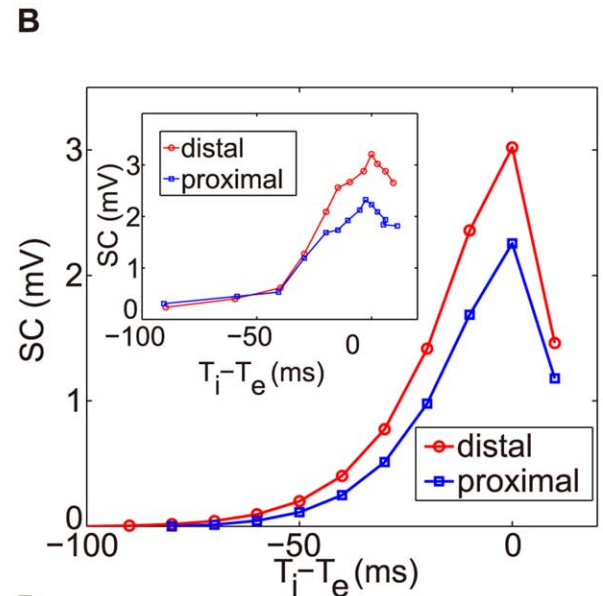 B
3
2
1
0
SC (mV)
−100
−50
0
Ti−Te (ms)
distal
proximal
3
2
1
0
SC (mV)
−100
−50
0
Ti−Te (ms)
distal
proximal